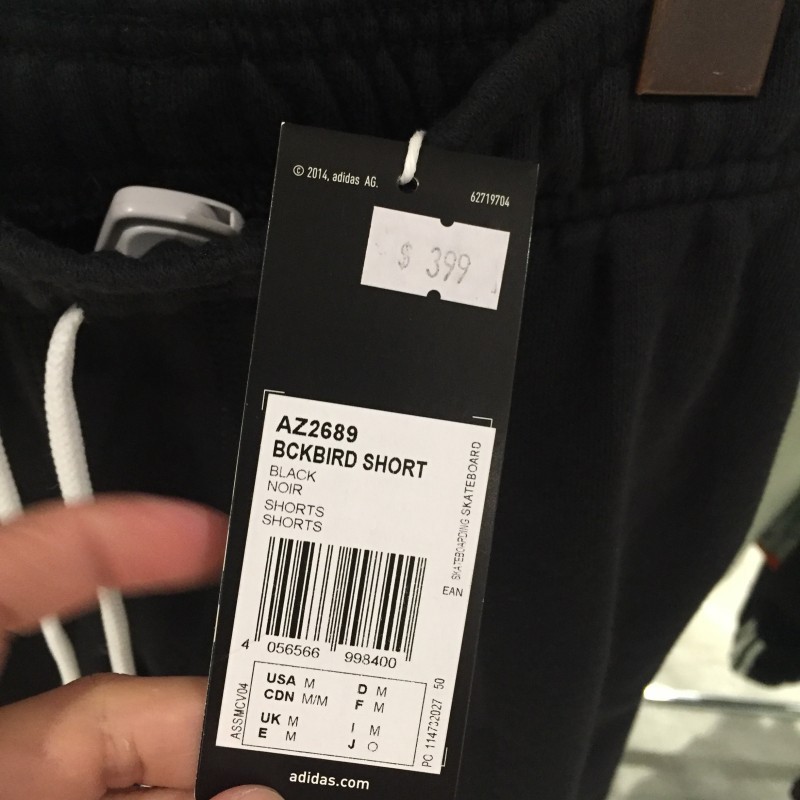 © 2014, adidas AG.
62719704
$ 399
AZ2689
BCKBIRD SHORT
BLACK
NOIR
SHORTS
SHORTS
SKATEBOARDING SKATEBOARD
EAN
4 056566 998400
ASSMCV04
USA M D M
CDN M/M F M
UK M I M
E M J O
PC 114732027 50
adidas.com